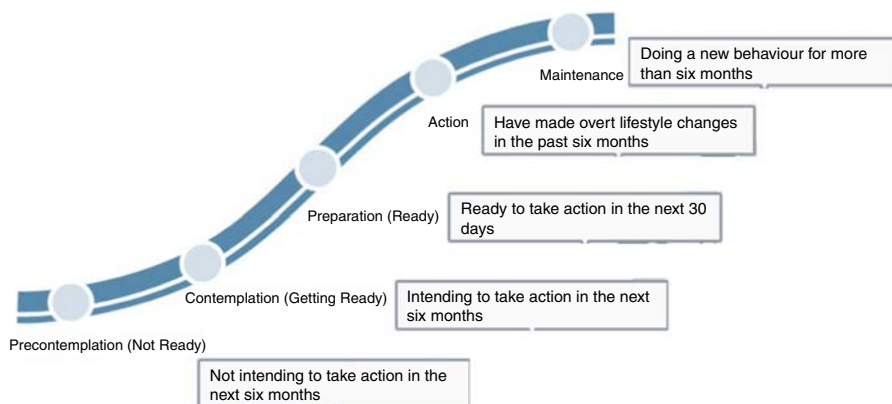 Maintenance
Doing a new behaviour for more
than six months
Action
Have made overt lifestyle changes
in the past six months
Preparation (Ready)
Ready to take action in the next 30
days
Contemplation (Getting Ready)
Intending to take action in the next
six months
Precontemplation (Not Ready)
Not intending to take action in the
next six months